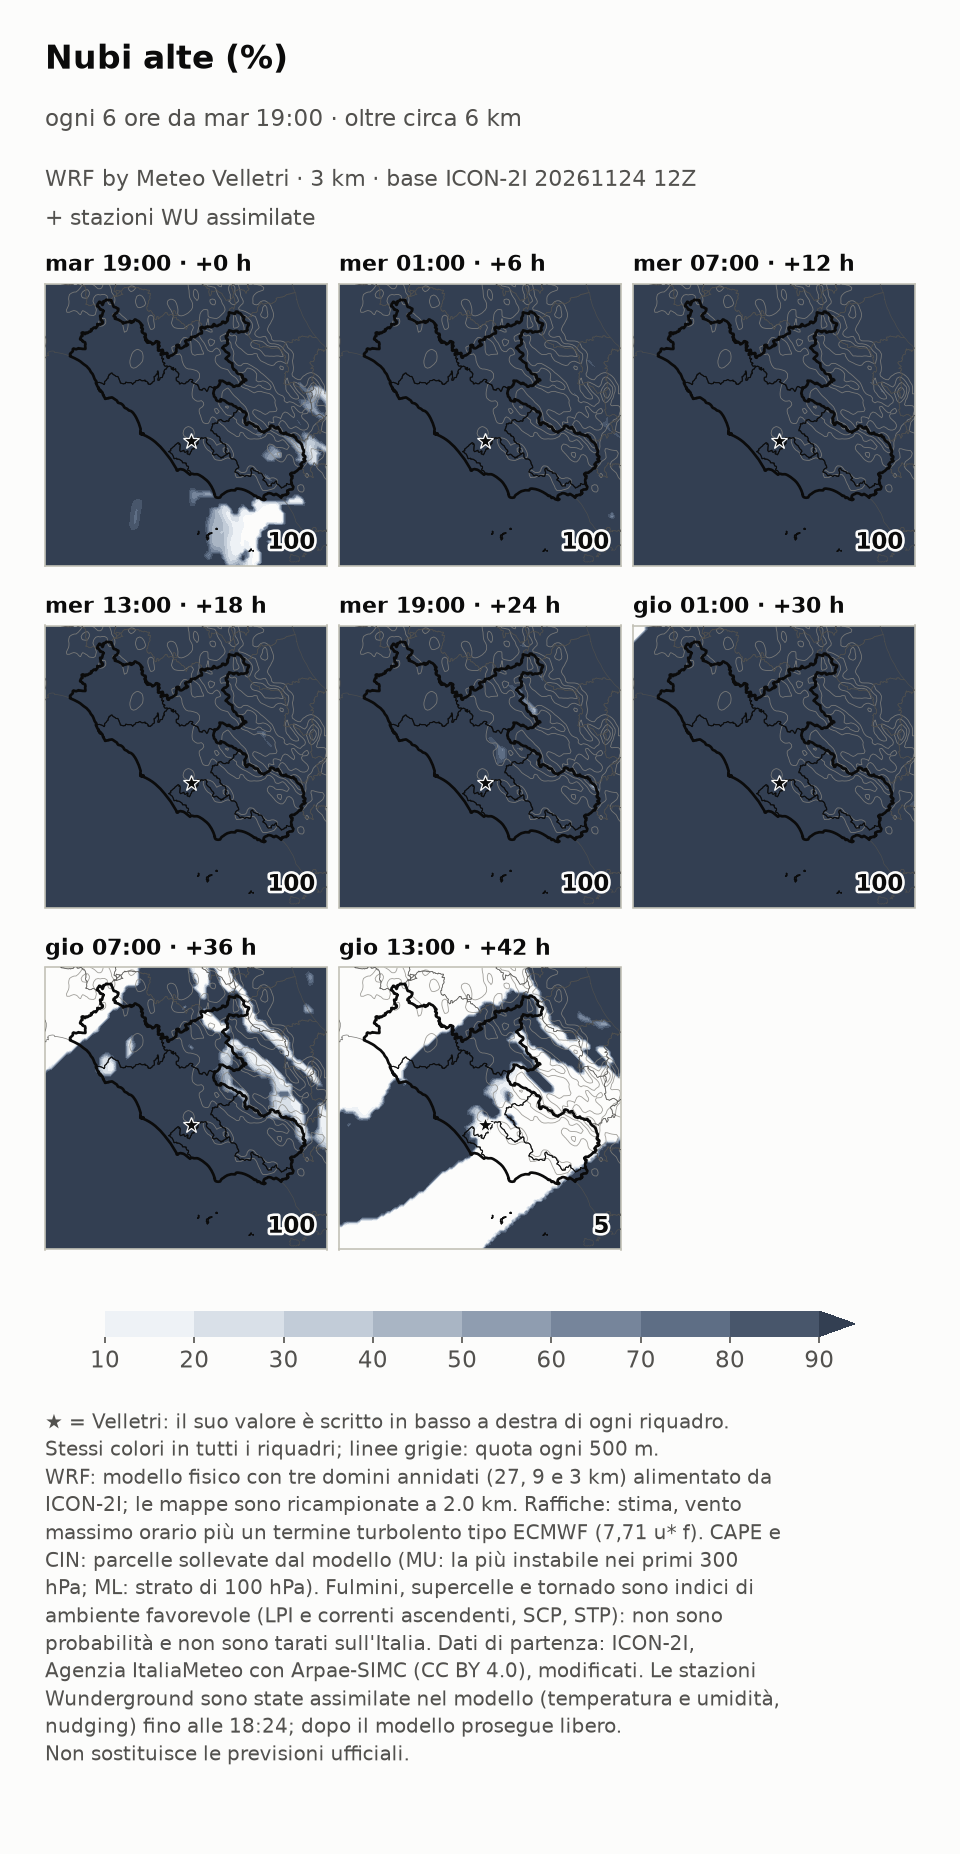 Nubi alte (%)
ogni 6 ore da mar 19:00 · oltre circa 6 km
WRF by Meteo Velletri · 3 km · base ICON-2I 20261124 12Z
+ stazioni WU assimilate
mar 19:00 · +0 h
mer 01:00 · +6 h
mer 07:00 · +12 h
100
100
100
mer 13:00 · +18 h
mer 19:00 · +24 h
gio 01:00 · +30 h
100
100
100
gio 07:00 · +36 h
gio 13:00 · +42 h
100
5
10 20 30 40 50 60 70 80 90
★ = Velletri: il suo valore è scritto in basso a destra di ogni riquadro.
Stessi colori in tutti i riquadri; linee grigie: quota ogni 500 m.
WRF: modello fisico con tre domini annidati (27, 9 e 3 km) alimentato da
ICON-2I; le mappe sono ricampionate a 2.0 km. Raffiche: stima, vento
massimo orario più un termine turbolento tipo ECMWF (7,71 u* f). CAPE e
CIN: parcelle sollevate dal modello (MU: la più instabile nei primi 300
hPa; ML: strato di 100 hPa). Fulmini, supercelle e tornado sono indici di
ambiente favorevole (LPI e correnti ascendenti, SCP, STP): non sono
probabilità e non sono tarati sull'Italia. Dati di partenza: ICON-2I,
Agenzia ItaliaMeteo con Arpae-SIMC (CC BY 4.0), modificati. Le stazioni
Wunderground sono state assimilate nel modello (temperatura e umidità,
nudging) fino alle 18:24; dopo il modello prosegue libero.
Non sostituisce le previsioni ufficiali.